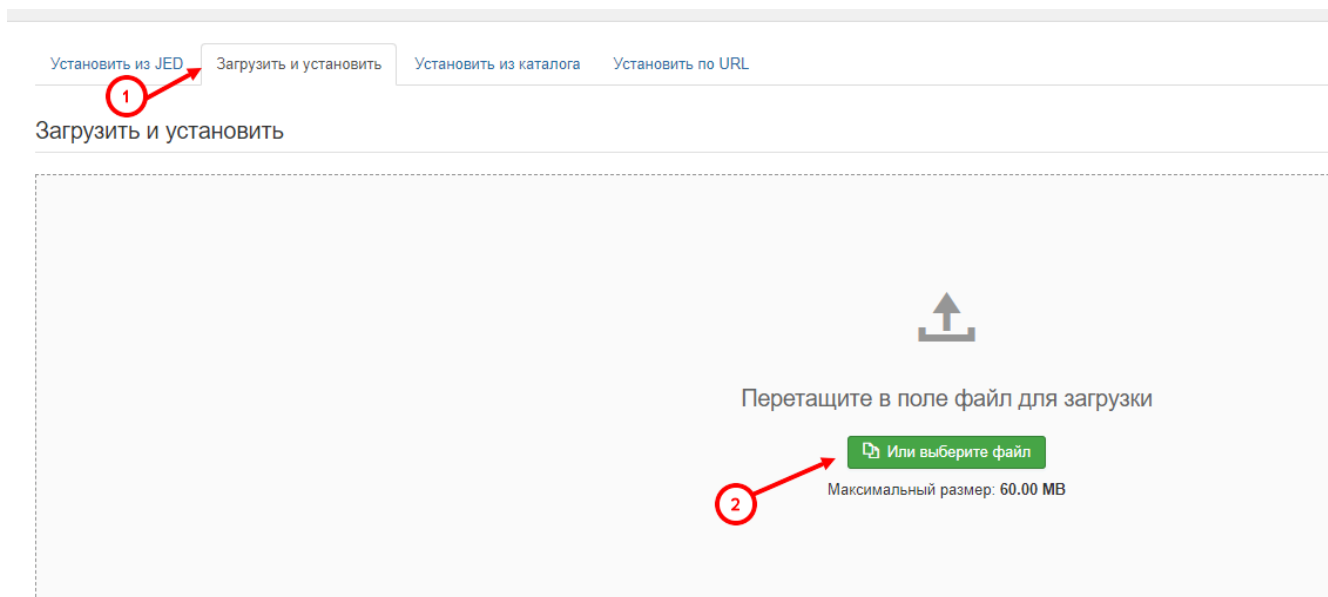 Установить из JED Загрузить и установить Установить из каталога Установить по URL
1
Загрузить и установить
Перетащите в поле файл для загрузки
Или выберите файл
2
Максимальный размер: 60.00 MB